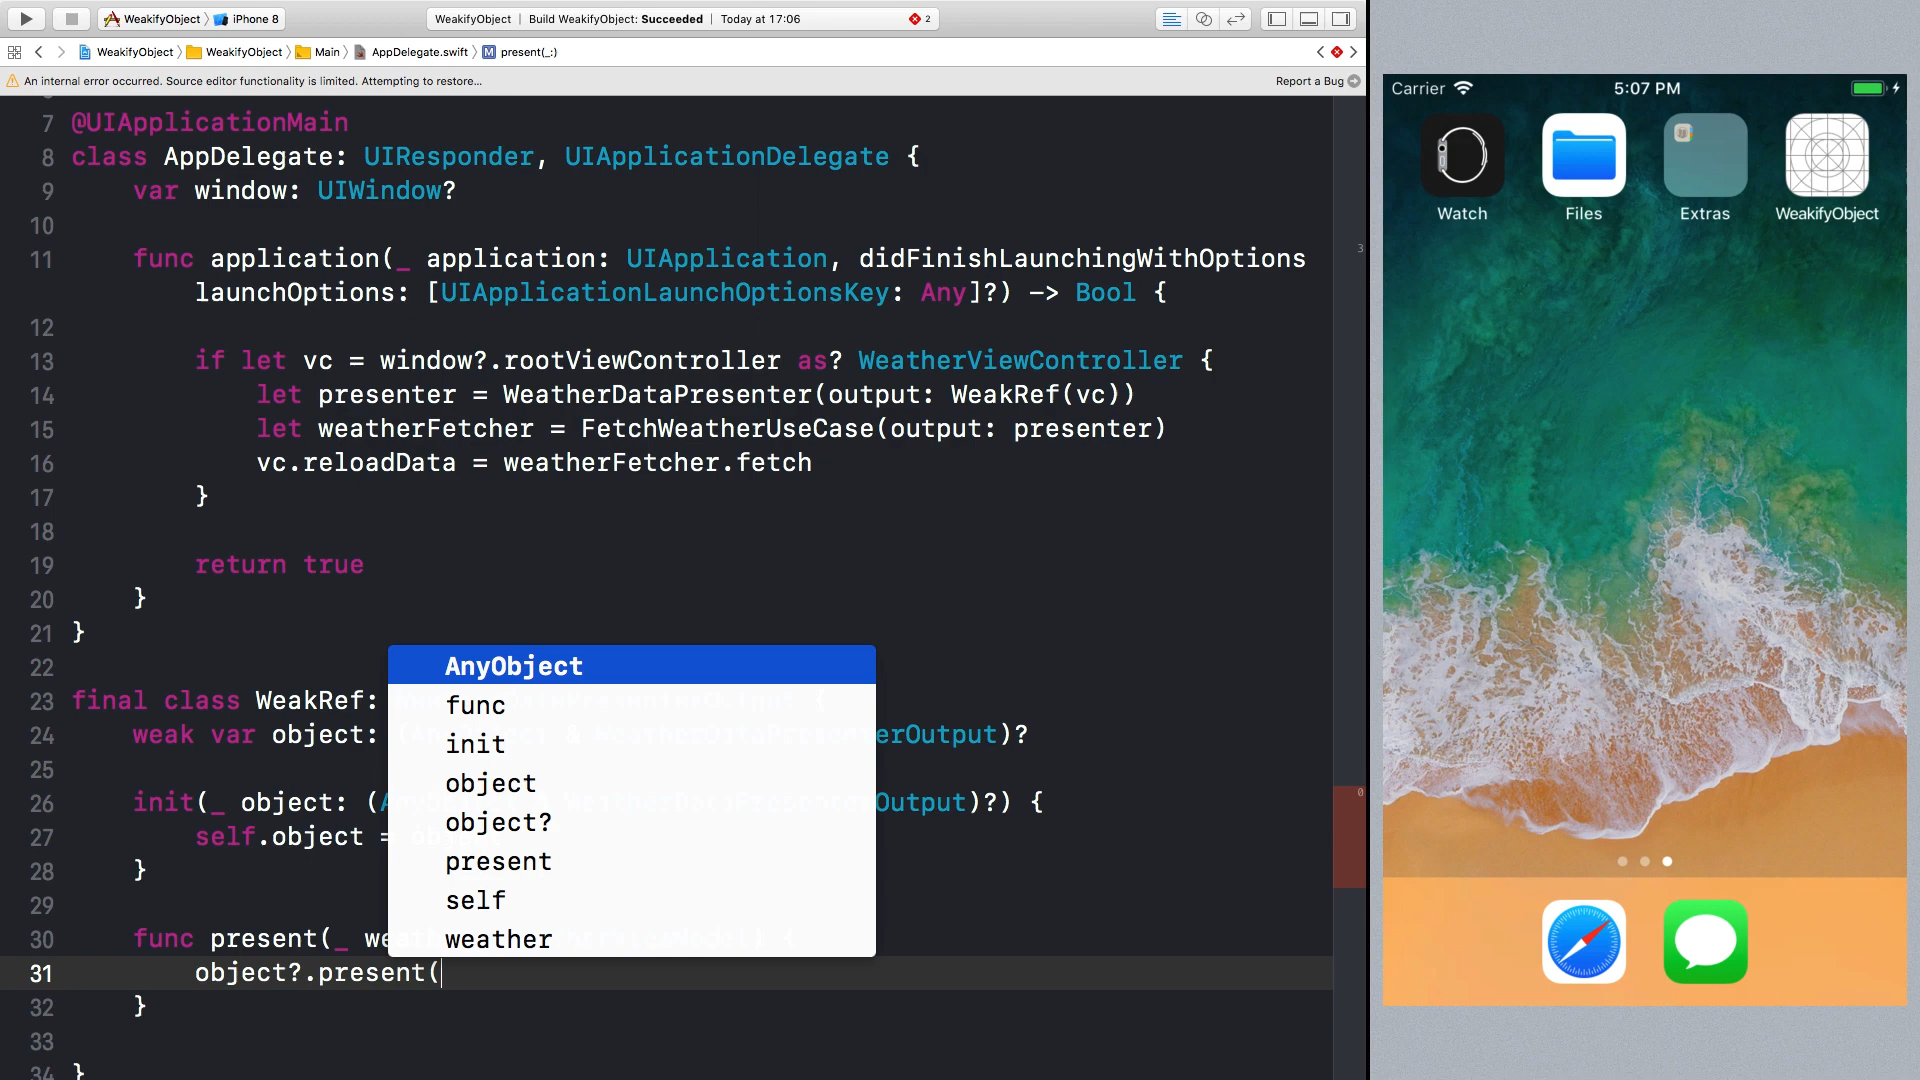 WeakifyObject iPhone 8
WeakifyObject | Build WeakifyObject: Succeeded | Today at 17:06 2
WeakifyObject WeakifyObject Main AppDelegate.swift M present(_:)
An internal error occurred. Source editor functionality is limited. Attempting to restore... Report a Bug
7 @UIApplicationMain
8 class AppDelegate: UIResponder, UIApplicationDelegate {
9 var window: UIWindow?
10
11 func application(_ application: UIApplication, didFinishLaunchingWithOptions
launchOptions: [UIApplicationLaunchOptionsKey: Any]?) -> Bool {
12
13 if let vc = window?.rootViewController as? WeatherViewController {
14 let presenter = WeatherDataPresenter(output: WeakRef(vc))
15 let weatherFetcher = FetchWeatherUseCase(output: presenter)
16 vc.reloadData = weatherFetcher.fetch
17 }
18
19 return true
20 }
21 }
22
23 final class WeakRef: {
24 weak var object: erOutput)?
25
26 init(_ object: ( Output)?) {
27 self.object =
28 }
29
30 func present(_ we {
31 object?.present(
32 }
33
34 }
AnyObject
func
init
object
object?
present
self
weather
3
0
Carrier 5:07 PM
Watch Files Extras WeakifyObject